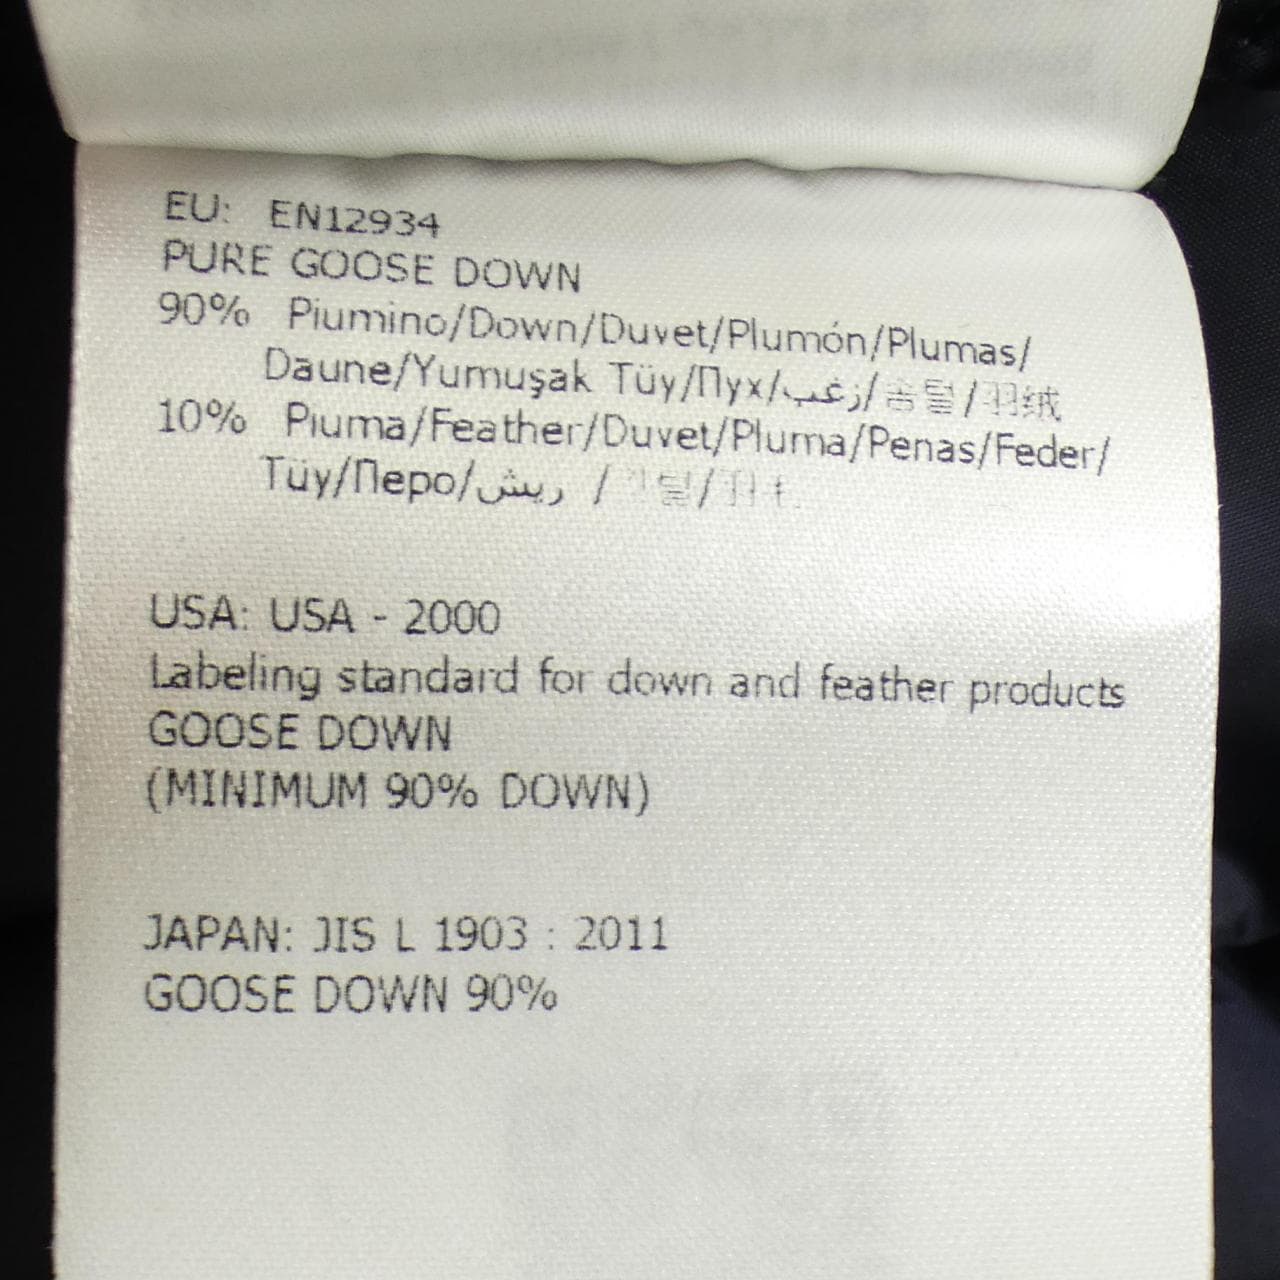 EU: EN12934
PURE GOOSE DOWN
90% Piumino/Down/Duvet/Plumón/Plumas/
Daune/Yumuşak Tüy/Пух/زغب/솜털/羽绒
10% Piuma/Feather/Duvet/Pluma/Penas/Feder/
Tüy/Перо/ريش /
USA: USA - 2000
Labeling standard for down and feather products
GOOSE DOWN
(MINIMUM 90% DOWN)
JAPAN: JIS L 1903 : 2011
GOOSE DOWN 90%